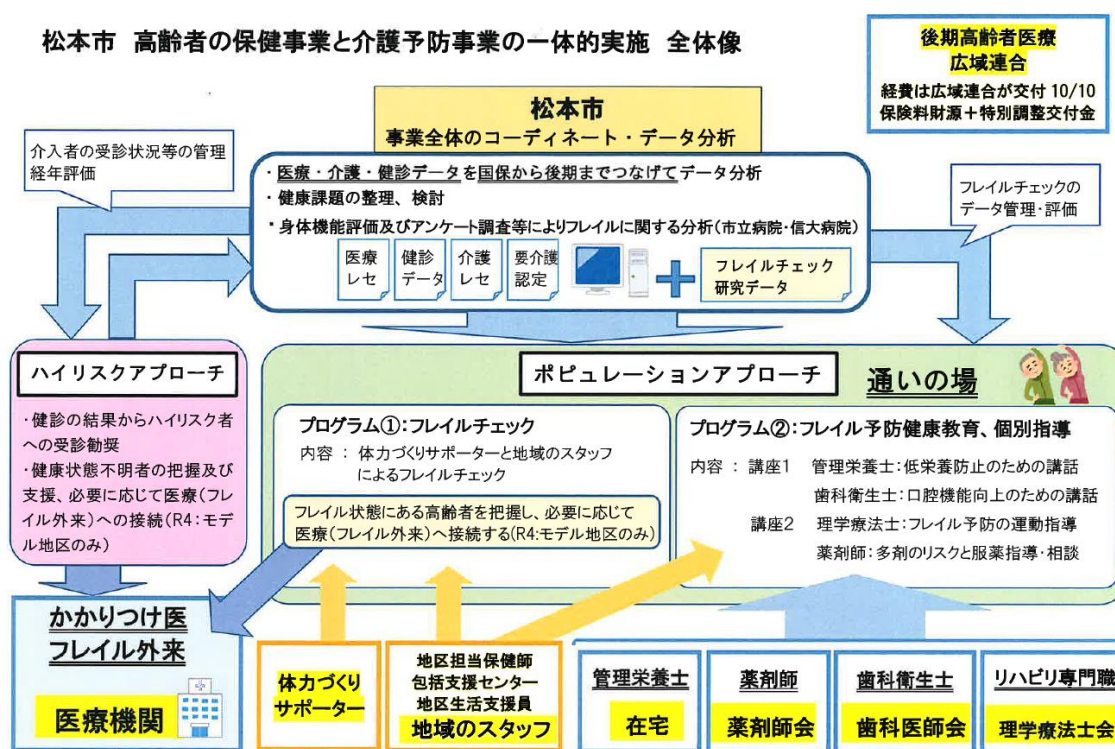 松本市 高齢者の保健事業と介護予防事業の一体的実施 全体像
後期高齢者医療
広域連合
経費は広域連合が交付 10/10
保険料財源＋特別調整交付金
松本市
事業全体のコーディネート・データ分析
介入者の受診状況等の管理
経年評価
・医療・介護・健診データを国保から後期までつなげてデータ分析
・健康課題の整理、検討
・身体機能評価及びアンケート調査等によりフレイルに関する分析(市立病院・信大病院)
医療
レセ
健診
データ
介護
レセ
要介護
認定
フレイルチェック
研究データ
フレイルチェックの
データ管理・評価
ハイリスクアプローチ
・健診の結果からハイリスク者
への受診勧奨
・健康状態不明者の把握及び
支援、必要に応じて医療(フレ
イル外来)への接続(R4:モデ
ル地区のみ)
ポピュレーションアプローチ
通いの場
プログラム①:フレイルチェック
内容 : 体力づくりサポーターと地域のスタッフ
によるフレイルチェック
フレイル状態にある高齢者を把握し、必要に応じて
医療(フレイル外来)へ接続する(R4:モデル地区のみ)
プログラム②:フレイル予防健康教育、個別指導
内容 : 講座1 管理栄養士:低栄養防止のための講話
歯科衛生士:口腔機能向上のための講話
講座2 理学療法士:フレイル予防の運動指導
薬剤師:多剤のリスクと服薬指導・相談
かかりつけ医
フレイル外来
医療機関
体力づくり
サポーター
地区担当保健師
包括支援センター
地区生活支援員
地域のスタッフ
管理栄養士
在宅
薬剤師
薬剤師会
歯科衛生士
歯科医師会
リハビリ専門職
理学療法士会